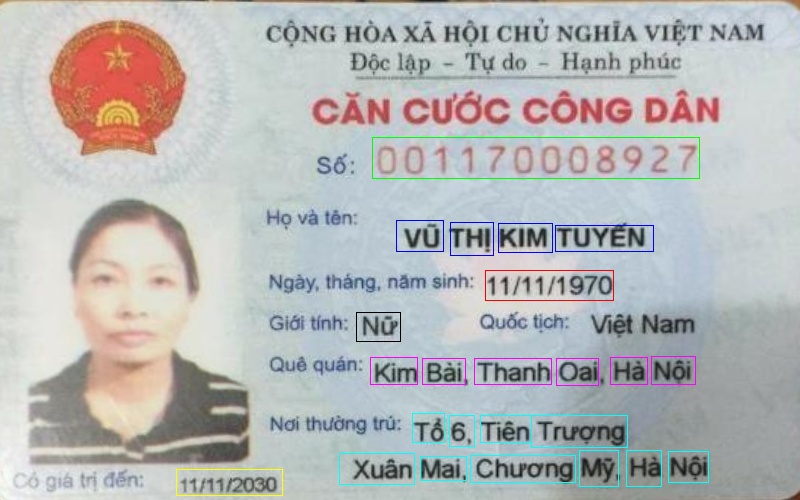 CỘNG HÒA XÃ HỘI CHỦ NGHĨA VIỆT NAM
Độc lập - Tự do - Hạnh phúc
CĂN CƯỚC CÔNG DÂN
Số: 001170008927
Họ và tên:
VŨ THỊ KIM TUYẾN
Ngày, tháng, năm sinh: 11/11/1970
Giới tính: Nữ Quốc tịch: Việt Nam
Quê quán: Kim Bài, Thanh Oai, Hà Nội
Nơi thường trú: Tổ 6, Tiên Trượng
Xuân Mai, Chương Mỹ, Hà Nội
Có giá trị đến: 11/11/2030